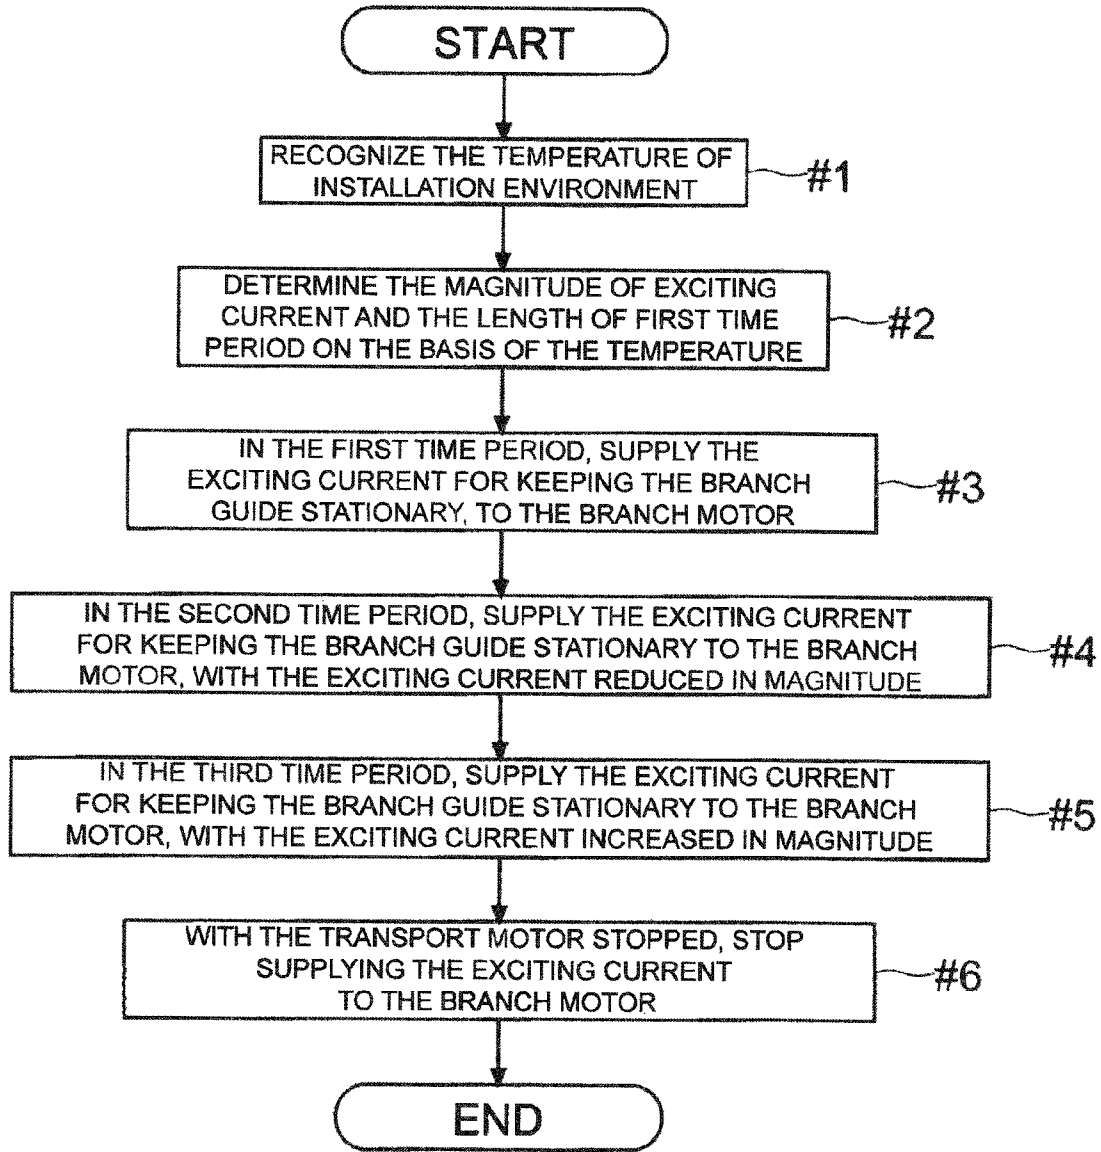 START
RECOGNIZE THE TEMPERATURE OF
INSTALLATION ENVIRONMENT
#1
DETERMINE THE MAGNITUDE OF EXCITING
CURRENT AND THE LENGTH OF FIRST TIME
PERIOD ON THE BASIS OF THE TEMPERATURE
#2
IN THE FIRST TIME PERIOD, SUPPLY THE
EXCITING CURRENT FOR KEEPING THE BRANCH
GUIDE STATIONARY, TO THE BRANCH MOTOR
#3
IN THE SECOND TIME PERIOD, SUPPLY THE EXCITING CURRENT
FOR KEEPING THE BRANCH GUIDE STATIONARY TO THE BRANCH
MOTOR, WITH THE EXCITING CURRENT REDUCED IN MAGNITUDE
#4
IN THE THIRD TIME PERIOD, SUPPLY THE EXCITING CURRENT
FOR KEEPING THE BRANCH GUIDE STATIONARY TO THE BRANCH
MOTOR, WITH THE EXCITING CURRENT INCREASED IN MAGNITUDE
#5
WITH THE TRANSPORT MOTOR STOPPED, STOP
SUPPLYING THE EXCITING CURRENT
TO THE BRANCH MOTOR
#6
END